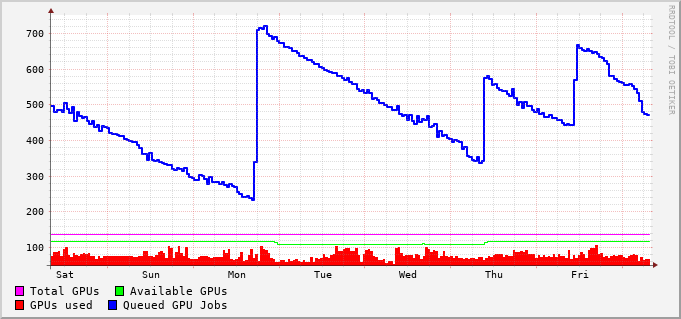 RRDTOOL / TOBI OETIKER
700
600
500
400
300
200
100
Sat Sun Mon Tue Wed Thu Fri
Total GPUs Available GPUs
GPUs used Queued GPU Jobs